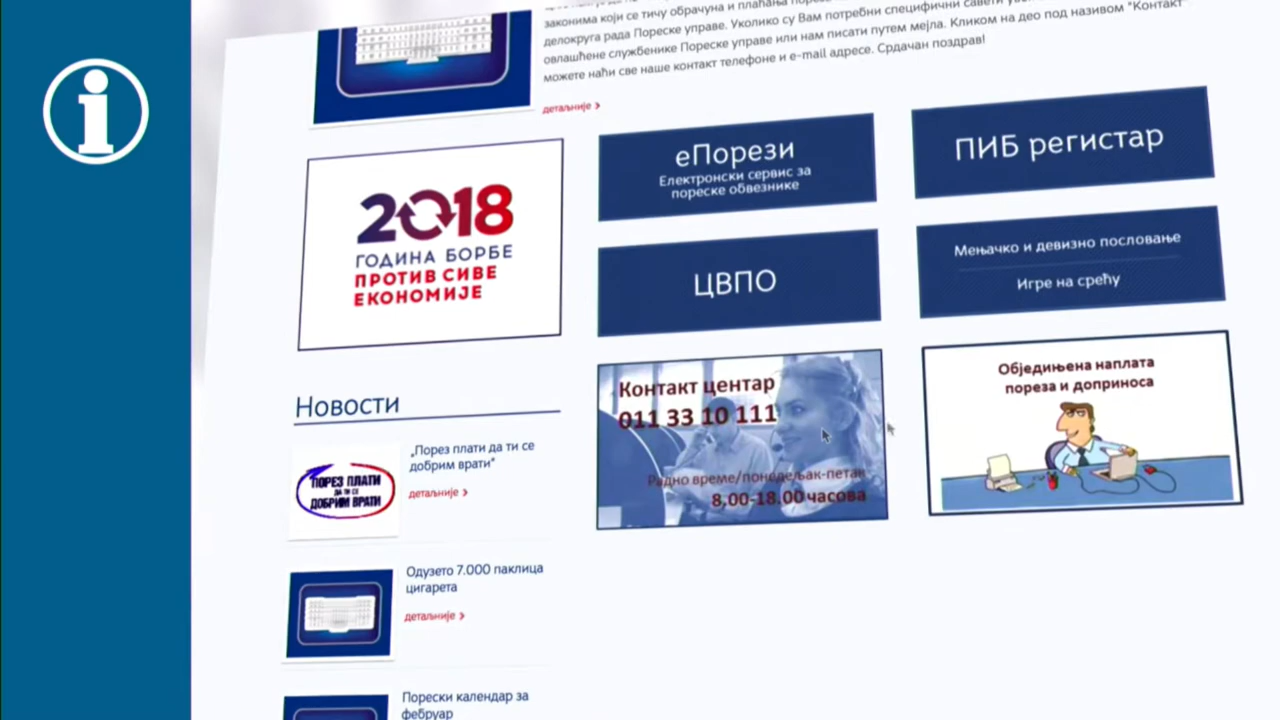 законима који се тичу обрачуна и плаћања
делокруга рада Пореске управе. Уколико су Вам потребни специфични савети
овлашћене службенике Пореске управе или нам писати путем мејла. Кликом на део под називом "Контакт
можете наћи све наше контакт телефоне и e-mail адресе. Срдачан поздрав!
детаљније
еПорези
Електронски сервис за
пореске обвезнике
ПИБ регистар
2018
ГОДИНА БОРБЕ
ПРОТИВ СИВЕ
ЕКОНОМИЈЕ
ЦВПО
Мењачко и девизно пословање
Игре на срећу
Контакт центар
011 33 10 111
Радно време/понедељак-петак
8,00-18,00 часова
Обједињена наплата
пореза и доприноса
Новости
ПОРЕЗ ПЛАТИ
ДА ТИ СЕ
ДОБРИМ ВРАТИ
„Порез плати да ти се
добрим врати"
детаљније
Одузето 7.000 паклица
цигарета
детаљније
Порески календар за
фебруар